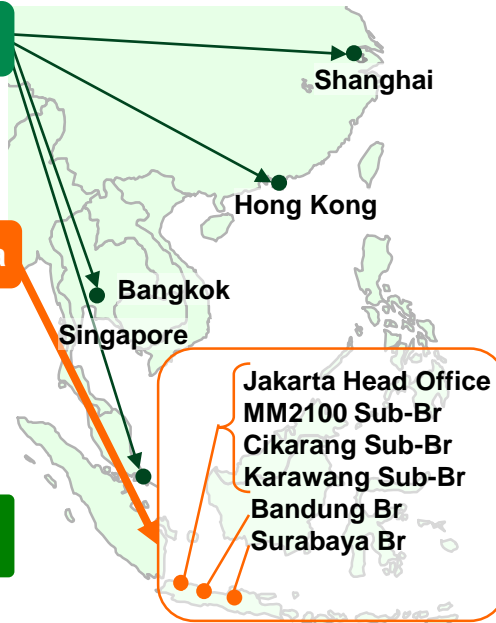 Shanghai
Hong Kong
Bangkok
Singapore
Jakarta Head Office
MM2100 Sub-Br
Cikarang Sub-Br
Karawang Sub-Br
Bandung Br
Surabaya Br